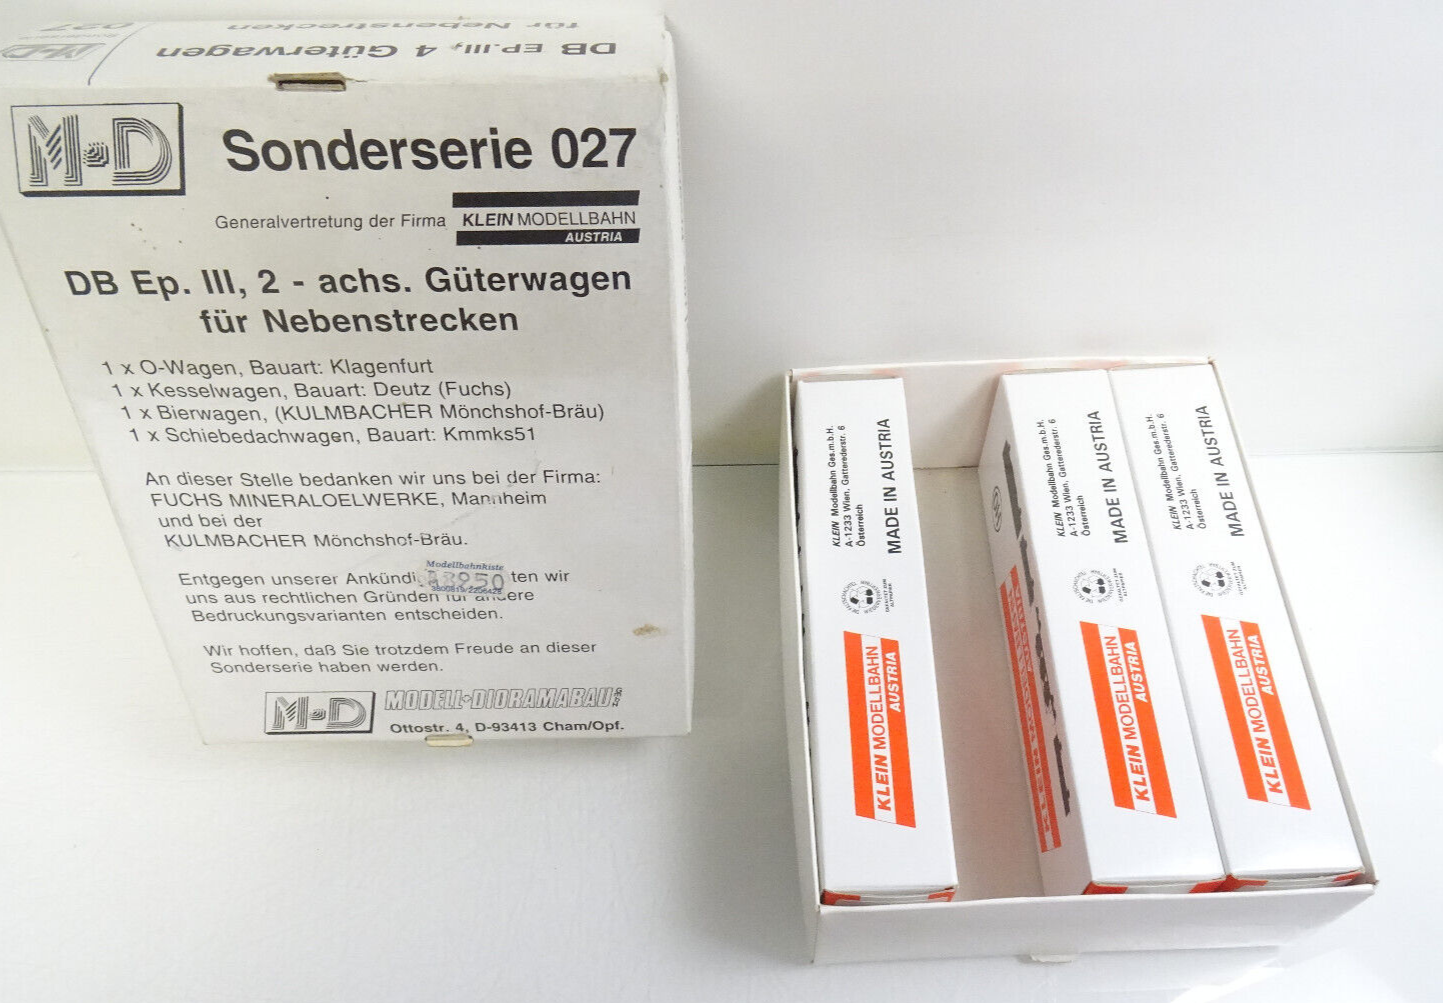 DB EP.III, 4 Güterwagen
für Nebenstrecken
M+D
027
M+D
Sonderserie 027
Generalvertretung der Firma
KLEIN MODELLBAHN
AUSTRIA
DB Ep. III, 2 - achs. Güterwagen
für Nebenstrecken
1 x O-Wagen, Bauart: Klagenfurt
1 x Kesselwagen, Bauart: Deutz (Fuchs)
1 x Bierwagen, (KULMBACHER Mönchshof-Bräu)
1 x Schiebedachwagen, Bauart: Kmmks51
An dieser Stelle bedanken wir uns bei der Firma:
FUCHS MINERALOELWERKE, Mannheim
und bei der
KULMBACHER Mönchshof-Bräu.
Entgegen unserer Ankündi ten wir
uns aus rechtlichen Gründen für andere
Bedruckungsvarianten entscheiden.
Modellbahnkiste
Wir hoffen, daß Sie trotzdem Freude an dieser
Sonderserie haben werden.
M+D
MODELL+DIORAMABAU
Ottostr. 4, D-93413 Cham/Opf.
KLEIN Modellbahn Ges.m.b.H.
A-1233 Wien, Gatterederstr. 6
Österreich
MADE IN AUSTRIA
KLEIN MODELLBAHN
AUSTRIA
KLEIN Modellbahn Ges.m.b.H.
A-1233 Wien, Gatterederstr. 6
Österreich
MADE IN AUSTRIA
KLEIN MODELLBAHN
AUSTRIA
KLEIN Modellbahn Ges.m.b.H.
A-1233 Wien, Gatterederstr. 6
Österreich
MADE IN AUSTRIA
KLEIN MODELLBAHN
AUSTRIA